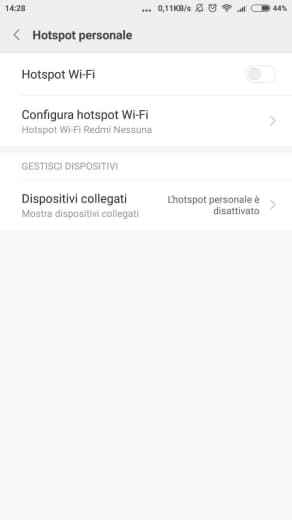 14:28
... 0,11KB/s 44%
Hotspot personale
Hotspot Wi-Fi
Configura hotspot Wi-Fi
Hotspot Wi-Fi Redmi Nessuna
GESTISCI DISPOSITIVI
Dispositivi collegati
Mostra dispositivi collegati
L'hotspot personale è
disattivato